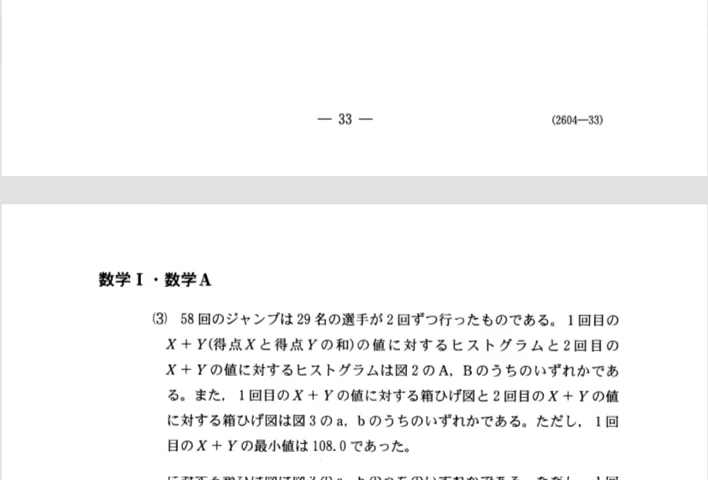 — 33 —
(2604—33)
数学Ⅰ・数学A
⑶ 58回のジャンプは29名の選手が2回ずつ行ったものである。1回目の
X + Y(得点Xと得点Yの和)の値に対するヒストグラムと2回目の
X + Yの値に対するヒストグラムは図2のA，Bのうちのいずれかであ
る。また，1回目のX + Yの値に対する箱ひげ図と2回目のX + Yの値
に対する箱ひげ図は図3のa，bのうちのいずれかである。ただし，1回
目のX + Yの最小値は108.0であった。